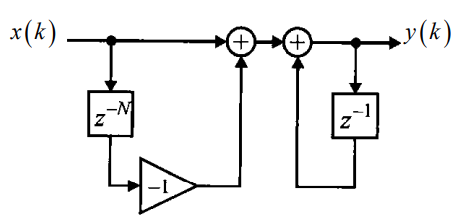 x(k)
+
+
y(k)
z^{-N}
z^{-1}
-1